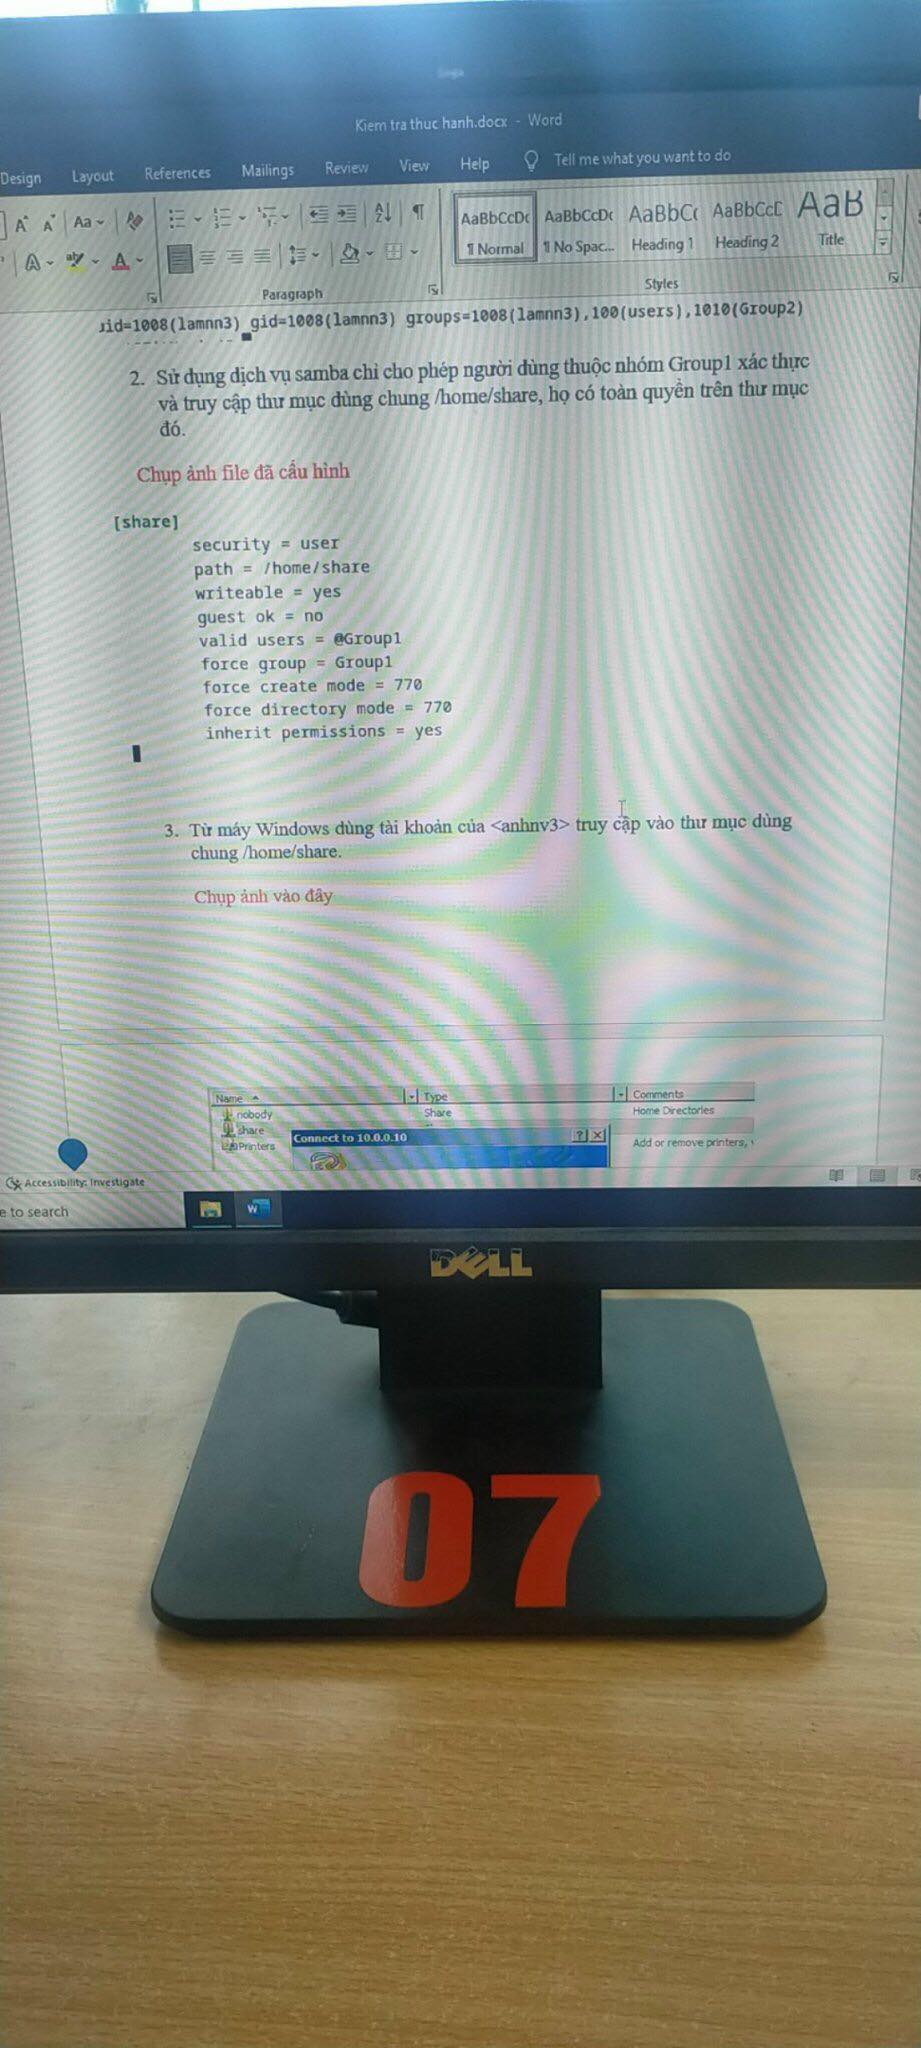 Kiem tra thuc hanh.docx - Word
Design Layout References Mailings Review View Help Tell me what you want to do
Aa
AaBbCcDc AaBbCcDc AaBbCc AaBbCcD AaB
¶ Normal ¶ No Spac... Heading 1 Heading 2 Title
Paragraph Styles
uid=1008(lamnn3) gid=1008(lamnn3) groups=1008(lamnn3),100(users),1010(Group2)
2. Sử dụng dịch vụ samba chỉ cho phép người dùng thuộc nhóm Group1 xác thực
và truy cập thư mục dùng chung /home/share, họ có toàn quyền trên thư mục
đó.
Chụp ảnh file đã cấu hình
[share]
security = user
path = /home/share
writeable = yes
guest ok = no
valid users = @Group1
force group = Group1
force create mode = 770
force directory mode = 770
inherit permissions = yes
3. Từ máy Windows dùng tài khoản của <anhnv3> truy cập vào thư mục dùng
chung /home/share.
Chụp ảnh vào đây
Name Type Comments
nobody Share Home Directories
share
Printers Add or remove printers,
Connect to 10.0.0.10
Accessibility: Investigate
e to search
DELL
07